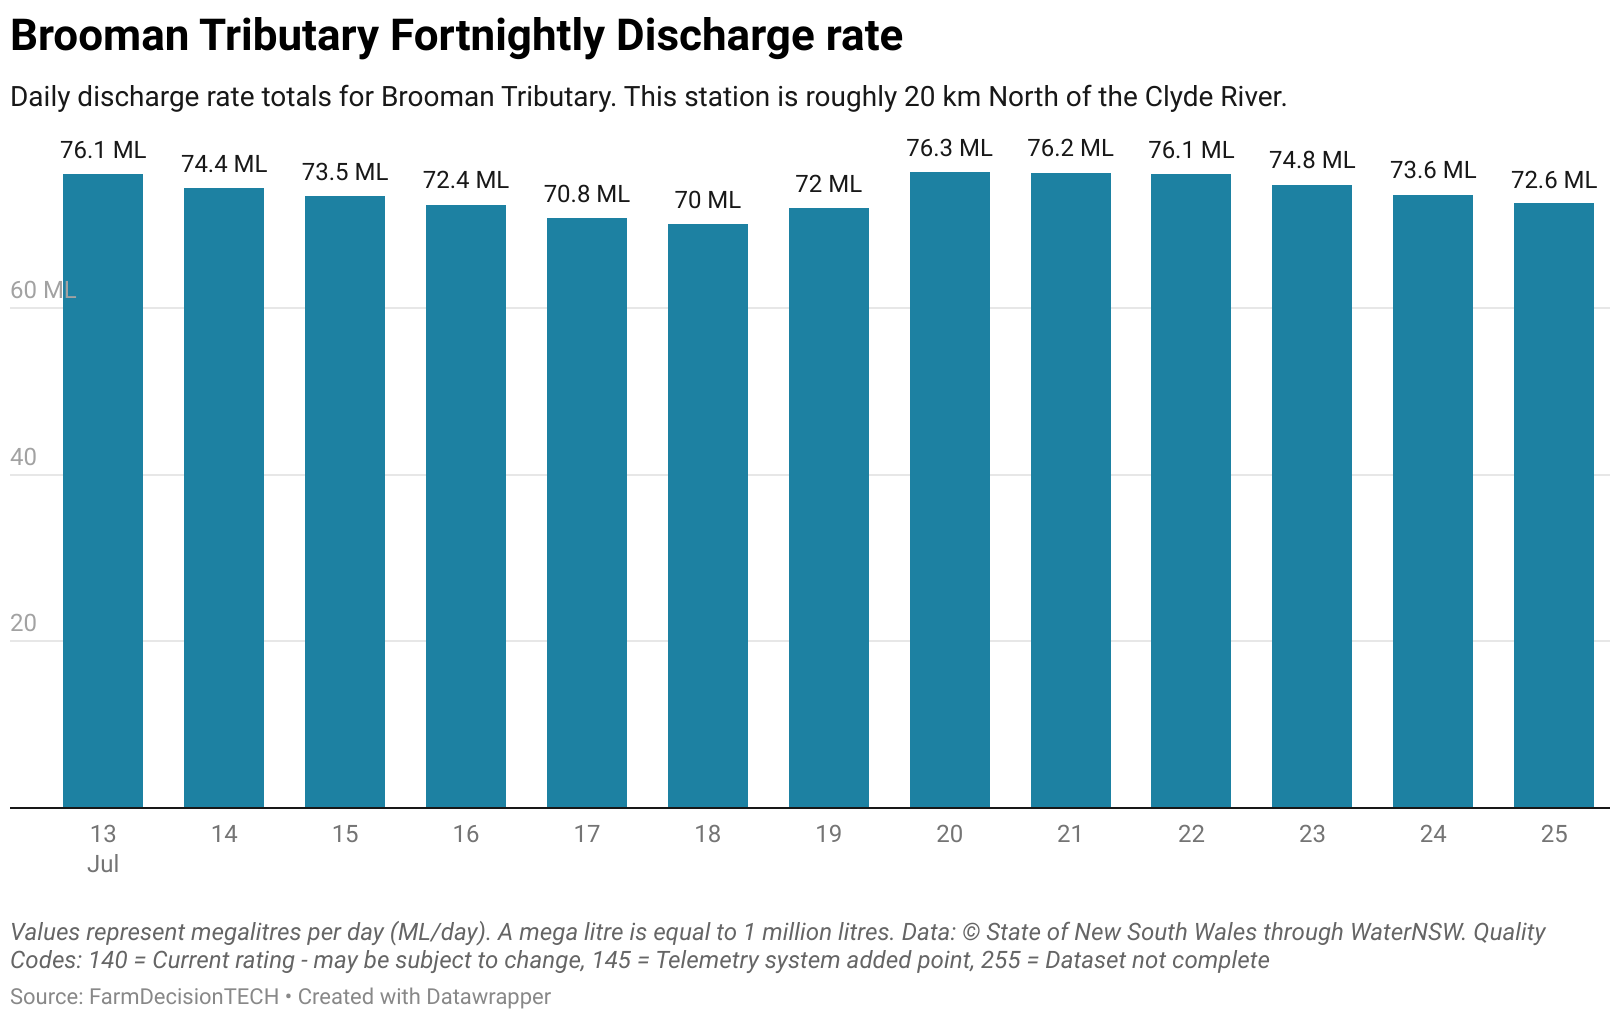 Brooman Tributary Fortnightly Discharge rate
Daily discharge rate totals for Brooman Tributary. This station is roughly 20 km North of the Clyde River.
76.1 ML
74.4 ML
73.5 ML
72.4 ML
70.8 ML
70 ML
72 ML
76.3 ML
76.2 ML
76.1 ML
74.8 ML
73.6 ML
72.6 ML
60 ML
40
20
13 14 15 16 17 18 19 20 21 22 23 24 25
Jul
Values represent megalitres per day (ML/day). A mega litre is equal to 1 million litres. Data: © State of New South Wales through WaterNSW. Quality
Codes: 140 = Current rating - may be subject to change, 145 = Telemetry system added point, 255 = Dataset not complete
Source: FarmDecisionTECH • Created with Datawrapper